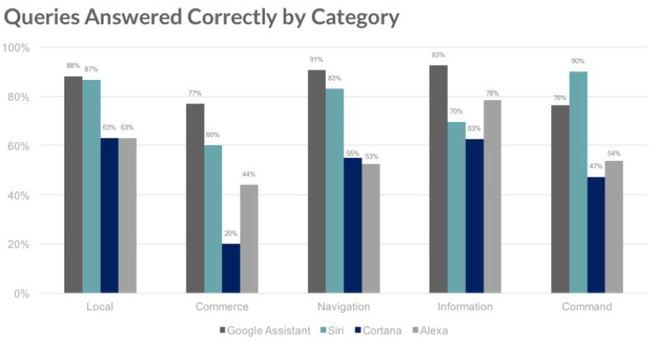 Queries Answered Correctly by Category
100%
80%
60%
40%
20%
0%
88% 87% 63% 63%
77% 60% 20% 44%
91% 83% 55% 53%
93% 70% 63% 78%
76% 90% 47% 54%
Local Commerce Navigation Information Command
Google Assistant Siri Cortana Alexa